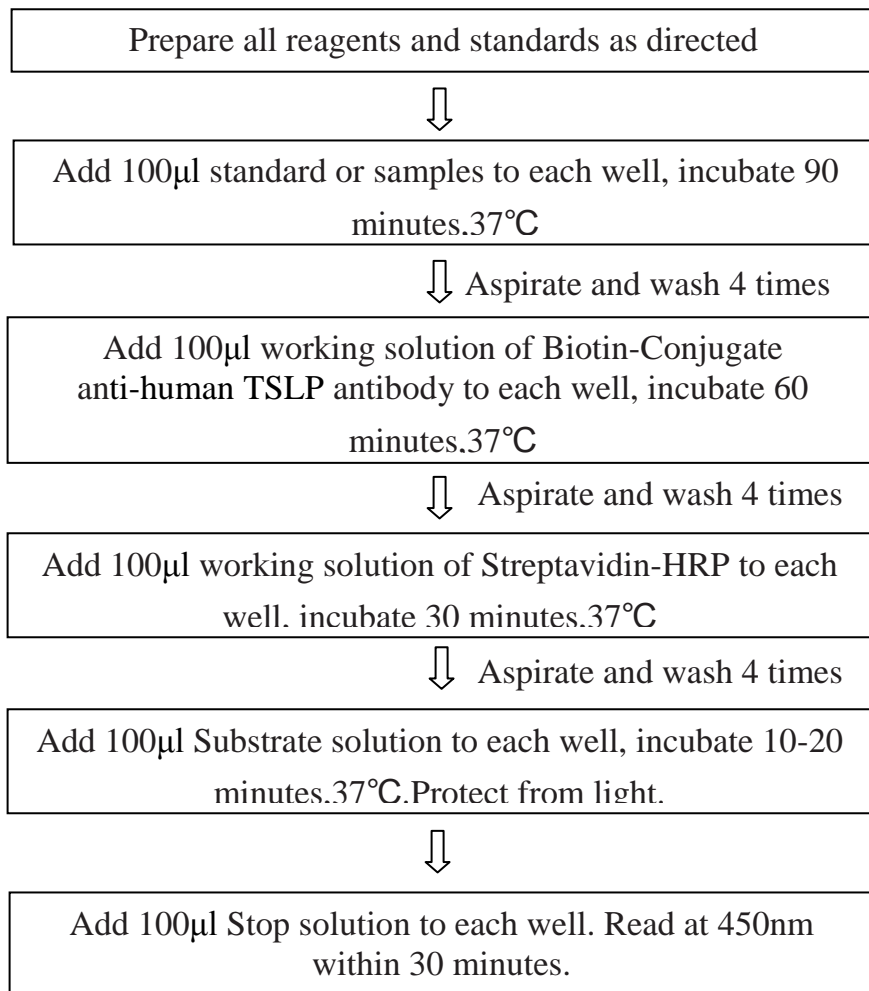 Prepare all reagents and standards as directed
Add 100μl standard or samples to each well, incubate 90
minutes,37℃
Aspirate and wash 4 times
Add 100μl working solution of Biotin-Conjugate
anti-human TSLP antibody to each well, incubate 60
minutes,37℃
Aspirate and wash 4 times
Add 100μl working solution of Streptavidin-HRP to each
well, incubate 30 minutes,37℃
Aspirate and wash 4 times
Add 100μl Substrate solution to each well, incubate 10-20
minutes,37℃.Protect from light.
Add 100μl Stop solution to each well. Read at 450nm
within 30 minutes.